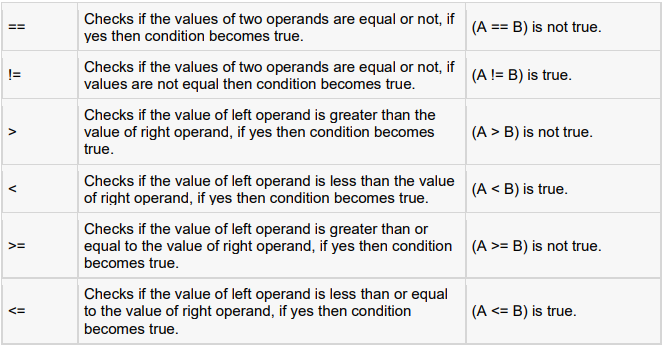 == Checks if the values of two operands are equal or not, if
yes then condition becomes true. (A == B) is not true.
!= Checks if the values of two operands are equal or not, if
values are not equal then condition becomes true. (A != B) is true.
Checks if the value of left operand is greater than the
> value of right operand, if yes then condition becomes (A > B) is not true.
true.
< Checks if the value of left operand is less than the value
of right operand, if yes then condition becomes true. (A < B) is true.
Checks if the value of left operand is greater than or
>= equal to the value of right operand, if yes then condition (A >= B) is not true.
becomes true.
Checks if the value of left operand is less than or equal
<= to the value of right operand, if yes then condition (A <= B) is true.
becomes true.